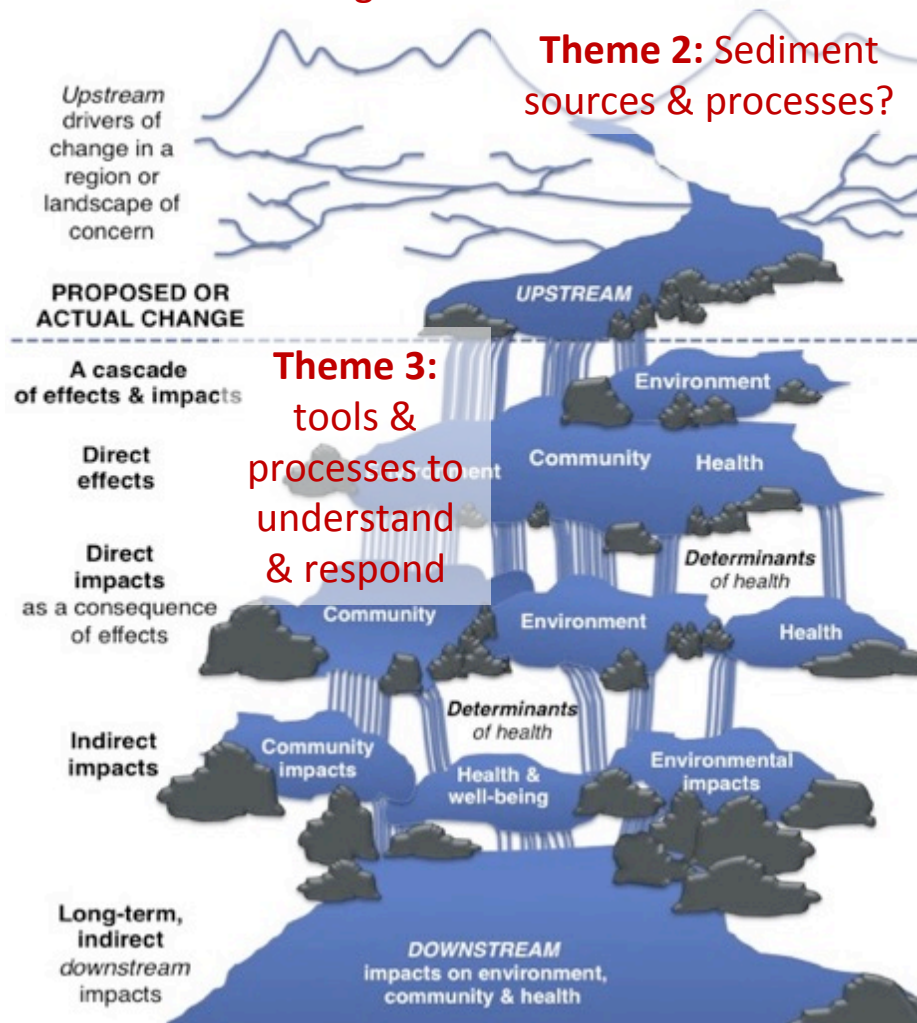 Theme 2: Sediment
sources & processes?
Upstream
drivers of
change in a
region or
landscape of
concern
UPSTREAM
PROPOSED OR
ACTUAL CHANGE
A cascade
of effects & impacts
Theme 3:
tools &
processes to
understand
& respond
Environment
Direct
effects
Community
Health
Direct
impacts
as a consequence
of effects
Determinants
of health
Community
Environment
Health
Indirect
impacts
Determinants
of health
Community
impacts
Health &
well-being
Environmental
impacts
Long-term,
indirect
downstream
impacts
DOWNSTREAM
impacts on environment,
community & health